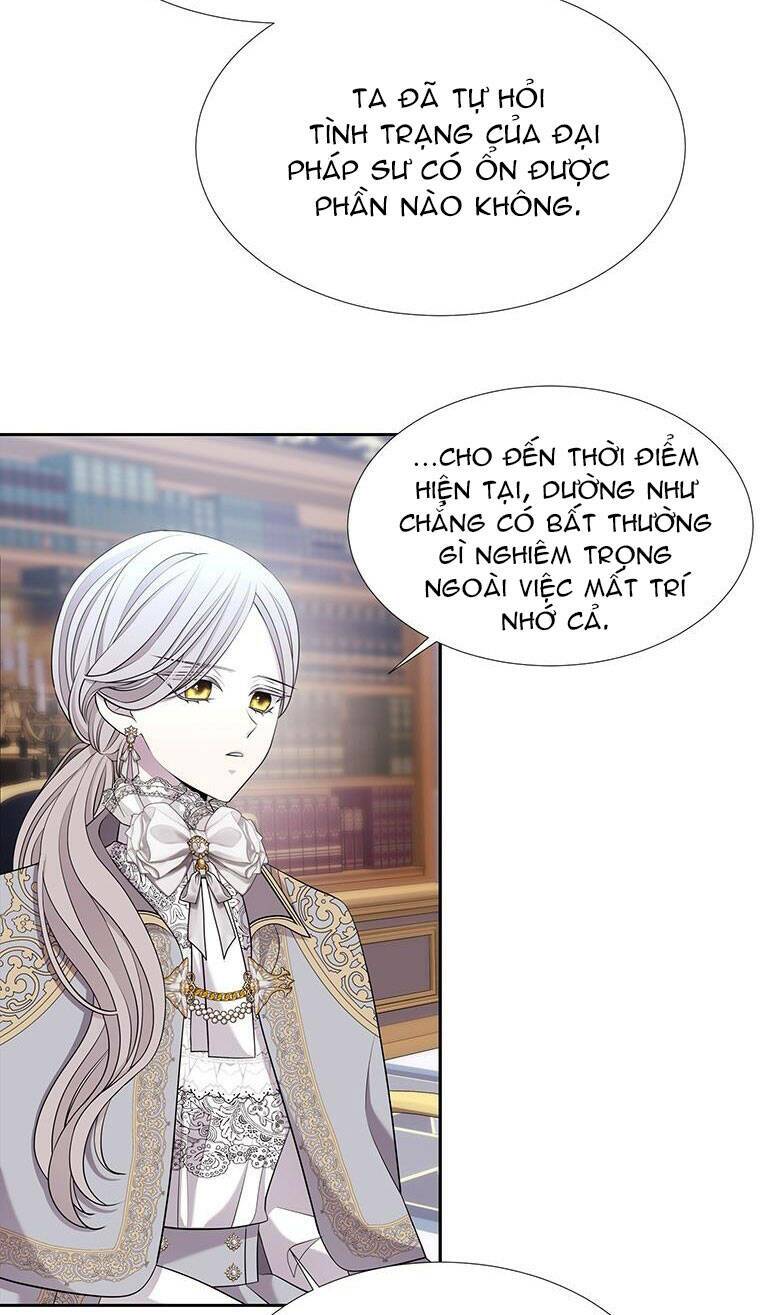 TA ĐÃ TỰ HỎI
TÌNH TRẠNG CỦA ĐẠI
PHÁP SƯ CÓ ỔN ĐƯỢC
PHẦN NÀO KHÔNG.
...CHO ĐẾN THỜI ĐIỂM
HIỆN TẠI, DƯỜNG NHƯ
CHẲNG CÓ BẤT THƯỜNG
GÌ NGHIÊM TRỌNG
NGOÀI VIỆC MẤT TRÍ
NHỚ CẢ.